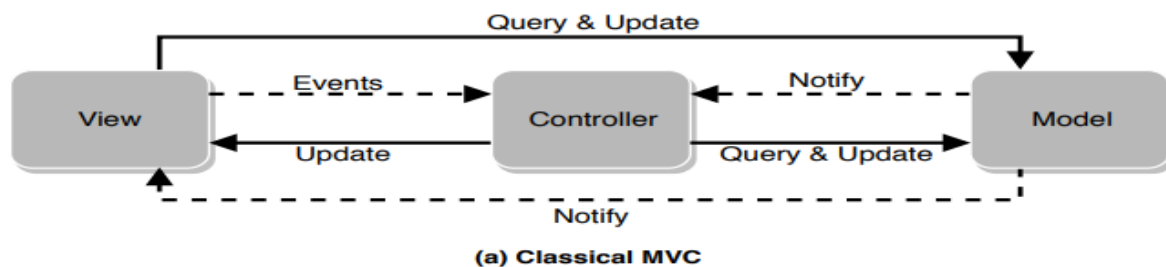 Query & Update
Events
Notify
View
Controller
Model
Update
Query & Update
Notify
(a) Classical MVC